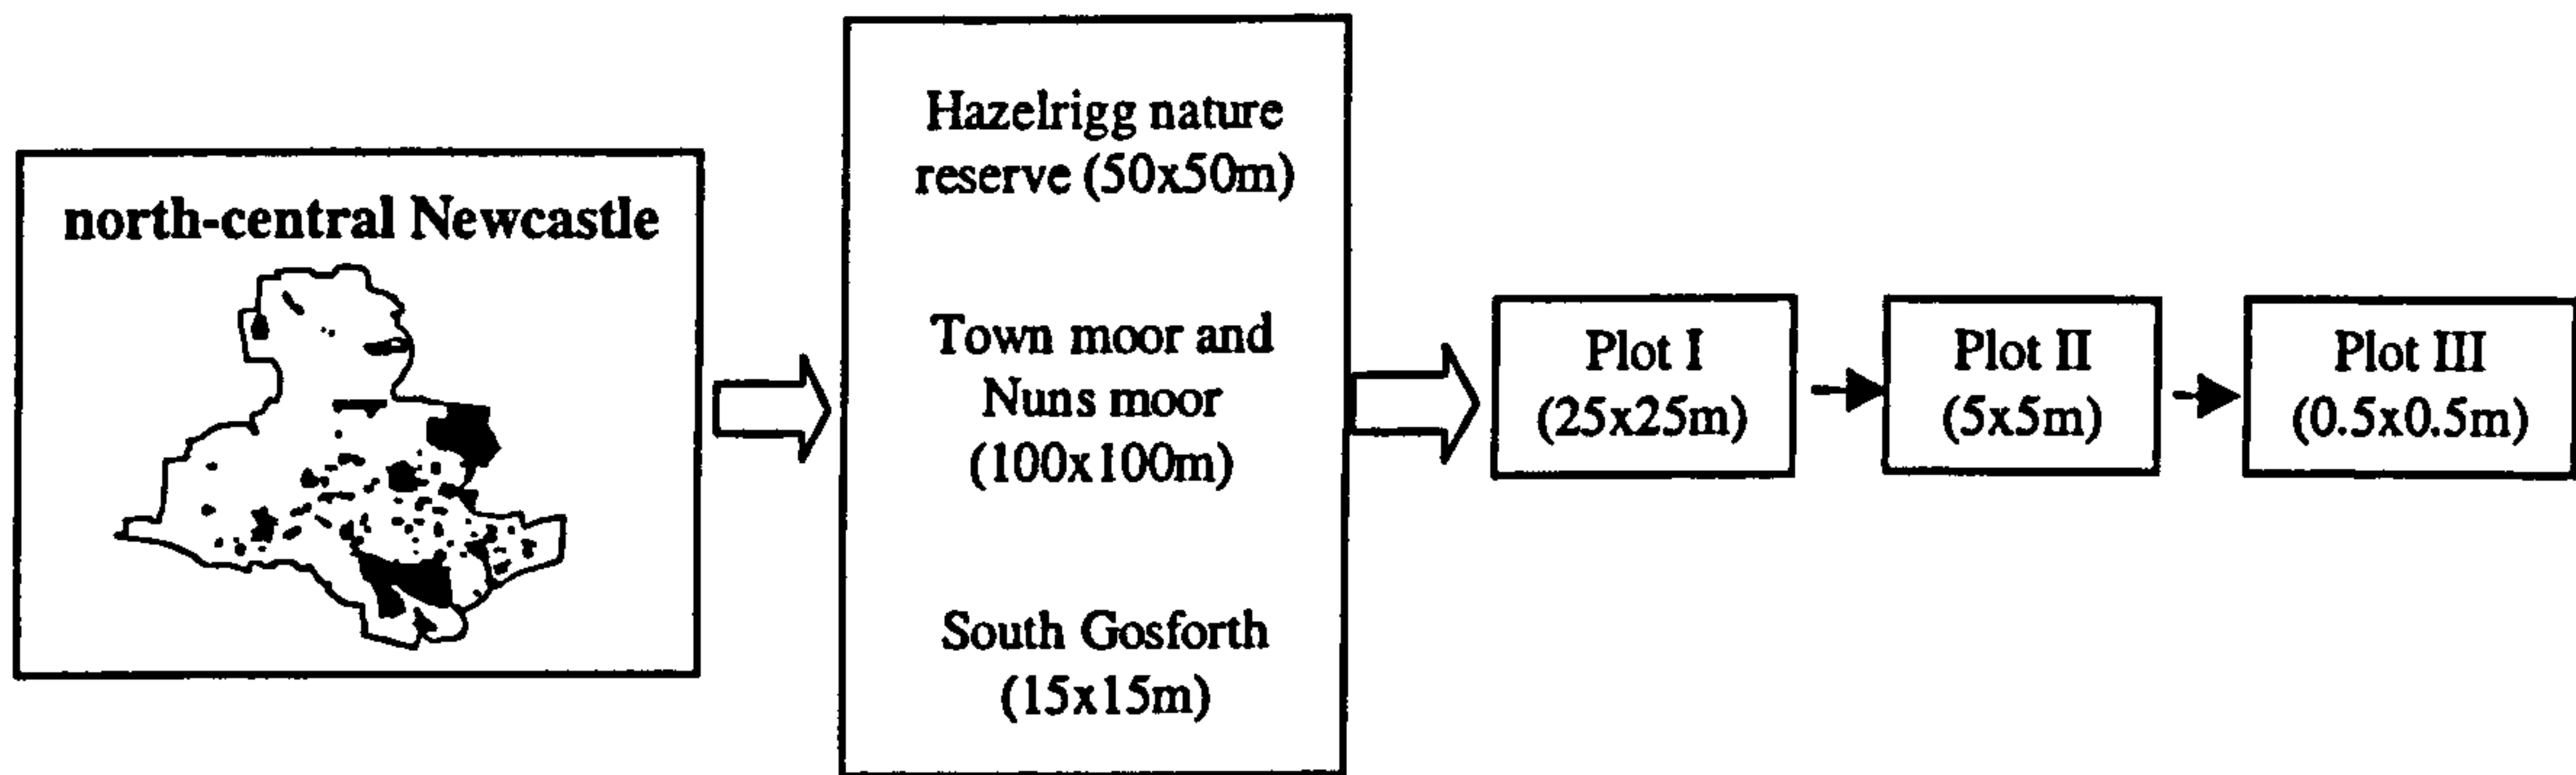 north-central Newcastle
Hazelrigg nature
reserve (50x50m)
Town moor and
Nuns moor
(100x100m)
South Gosforth
(15x15m)
Plot I
(25x25m)
Plot II
(5x5m)
Plot III
(0.5x0.5m)